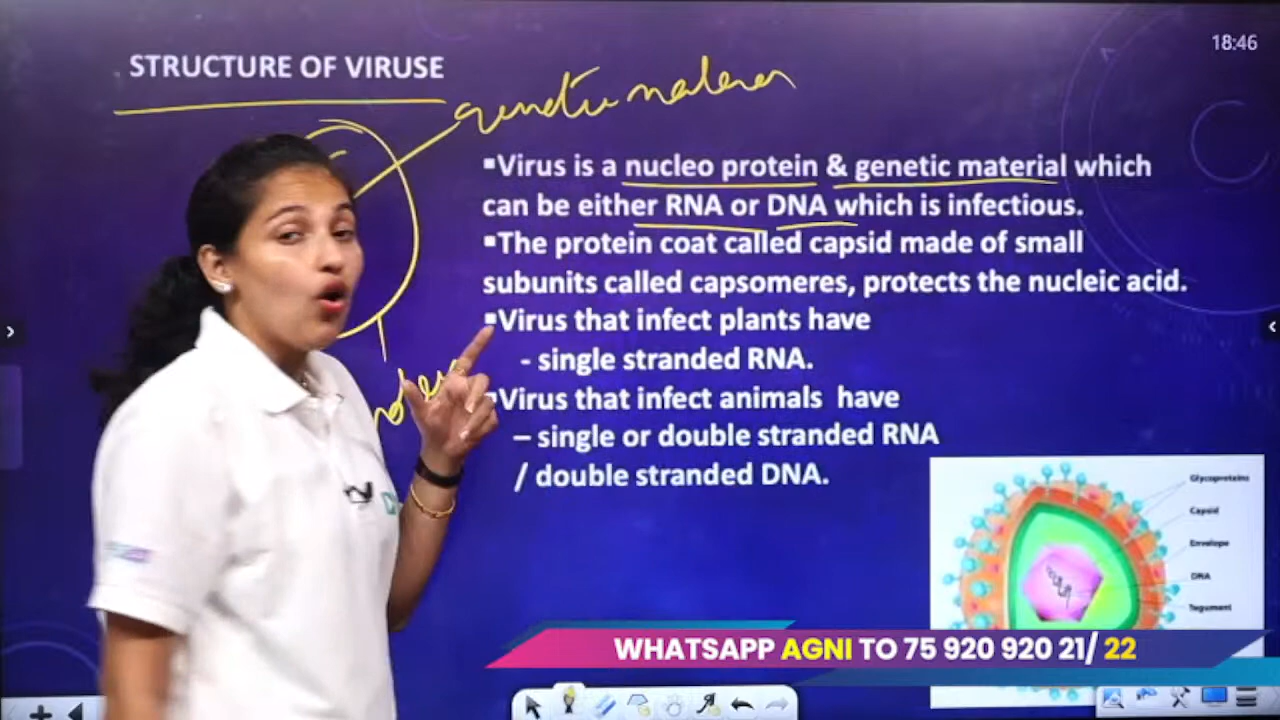 18:46
STRUCTURE OF VIRUSE
genetic
▪Virus is a nucleo protein & genetic material which
can be either RNA or DNA which is infectious.
▪The protein coat called capsid made of small
subunits called capsomeres, protects the nucleic acid.
▪Virus that infect plants have
- single stranded RNA.
▪Virus that infect animals have
– single or double stranded RNA
/ double stranded DNA.
Glycoproteins
Capsid
Envelope
DNA
Tegument
WHATSAPP AGNI TO 75 920 920 21/ 22